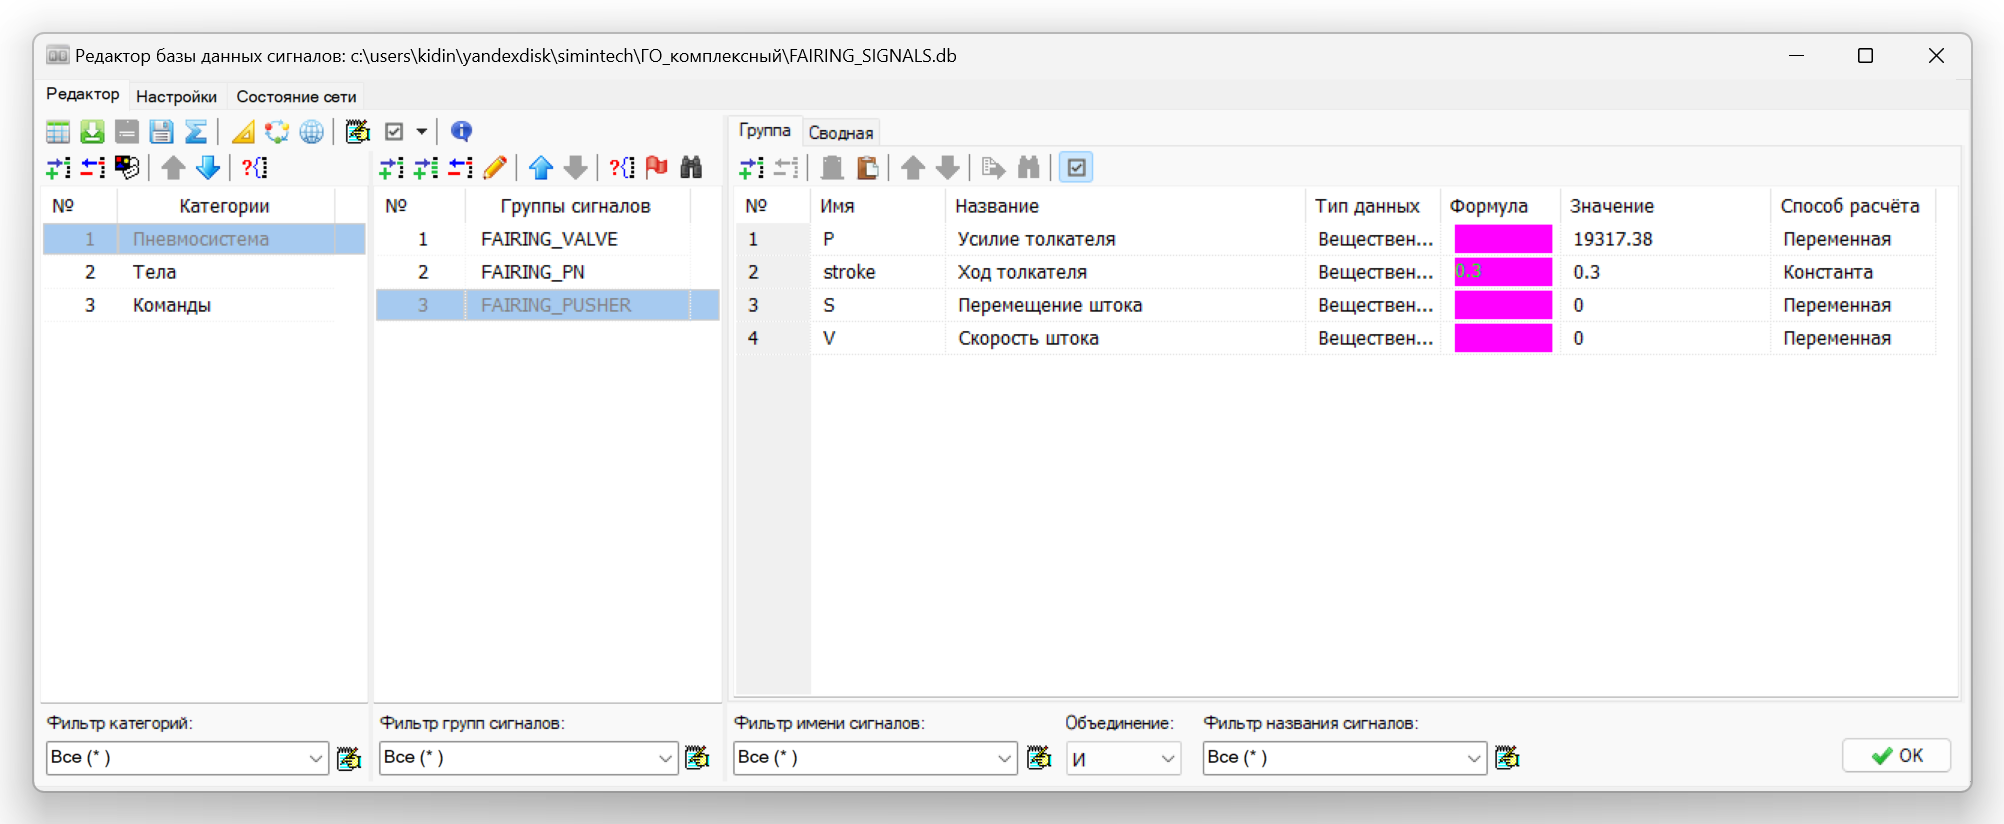 Редактор базы данных сигналов: c:\users\kidin\yandexdisk\simintech\ГО_комплексный\FAIRING_SIGNALS.db
Редактор Настройки Состояние сети
Группа Сводная
№ Категории
1 Пневмосистема
2 Тела
3 Команды
№ Группы сигналов
1 FAIRING_VALVE
2 FAIRING_PN
3 FAIRING_PUSHER
№ Имя Название Тип данных Формула Значение Способ расчёта
1 P Усилие толкателя Веществен... 19317.38 Переменная
2 stroke Ход толкателя Веществен... 0.3 0.3 Константа
3 S Перемещение штока Веществен... 0 Переменная
4 V Скорость штока Веществен... 0 Переменная
Фильтр категорий: Фильтр групп сигналов: Фильтр имени сигналов: Объединение: Фильтр названия сигналов:
Все (* ) Все (* ) Все (* ) И Все (* ) OK